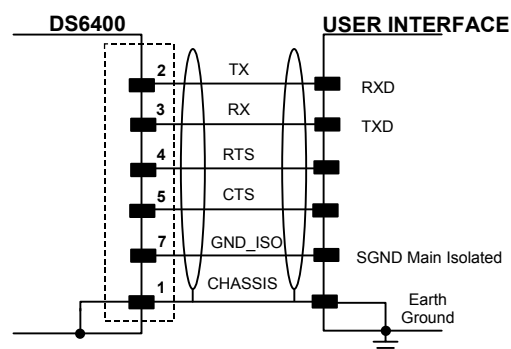 DS6400 USER INTERFACE
2 TX RXD
3 RX TXD
4 RTS
5 CTS
7 GND_ISO SGND Main Isolated
1 CHASSIS Earth
Ground